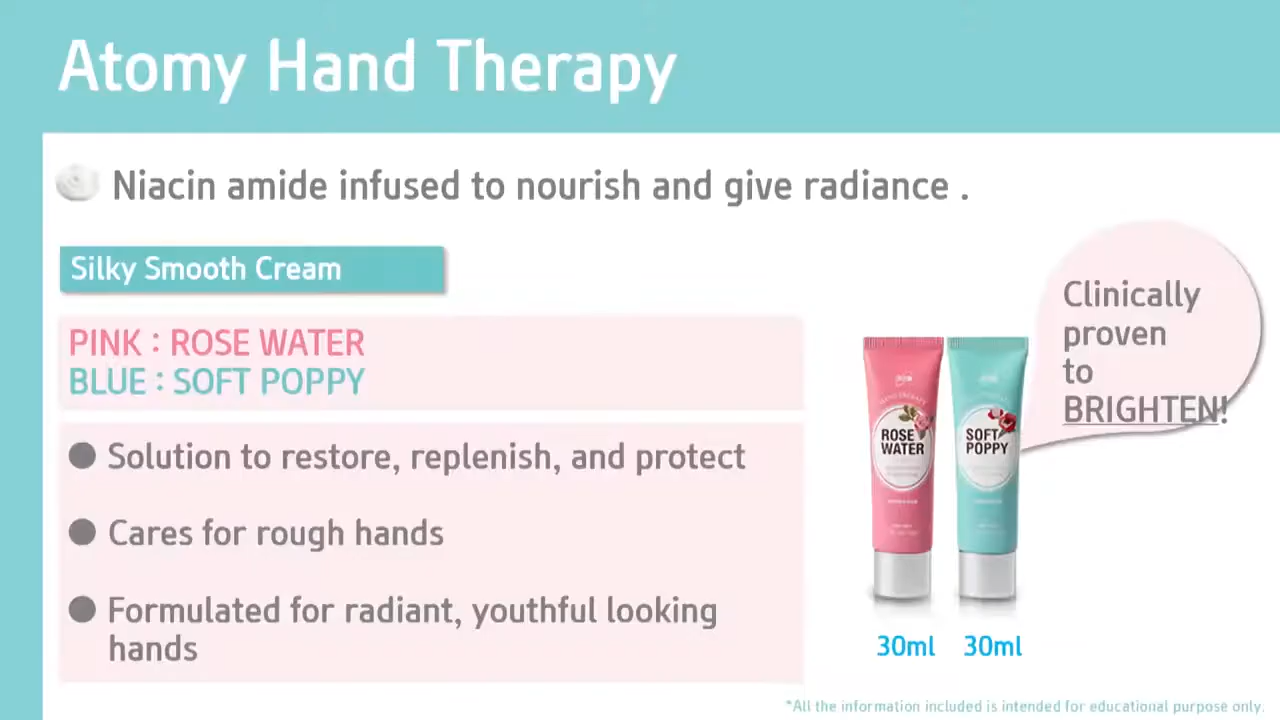 Atomy Hand Therapy
Niacin amide infused to nourish and give radiance .
Silky Smooth Cream
PINK : ROSE WATER
BLUE : SOFT POPPY
Solution to restore, replenish, and protect
Cares for rough hands
Formulated for radiant, youthful looking
hands
Clinically
proven
to
BRIGHTEN!
ROSE
WATER
SOFT
POPPY
30ml 30ml
*All the information included is intended for educational purpose only.